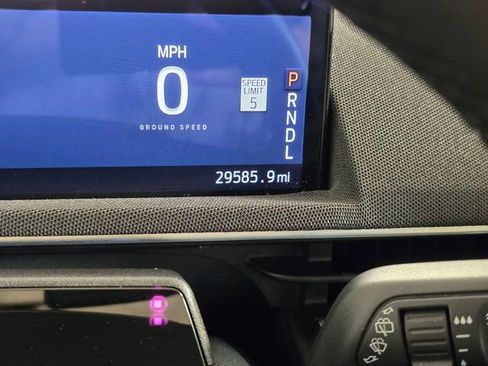 MPH
0
GROUND SPEED
SPEED
LIMIT
5
P
R
N
D
L
29585.9 mi